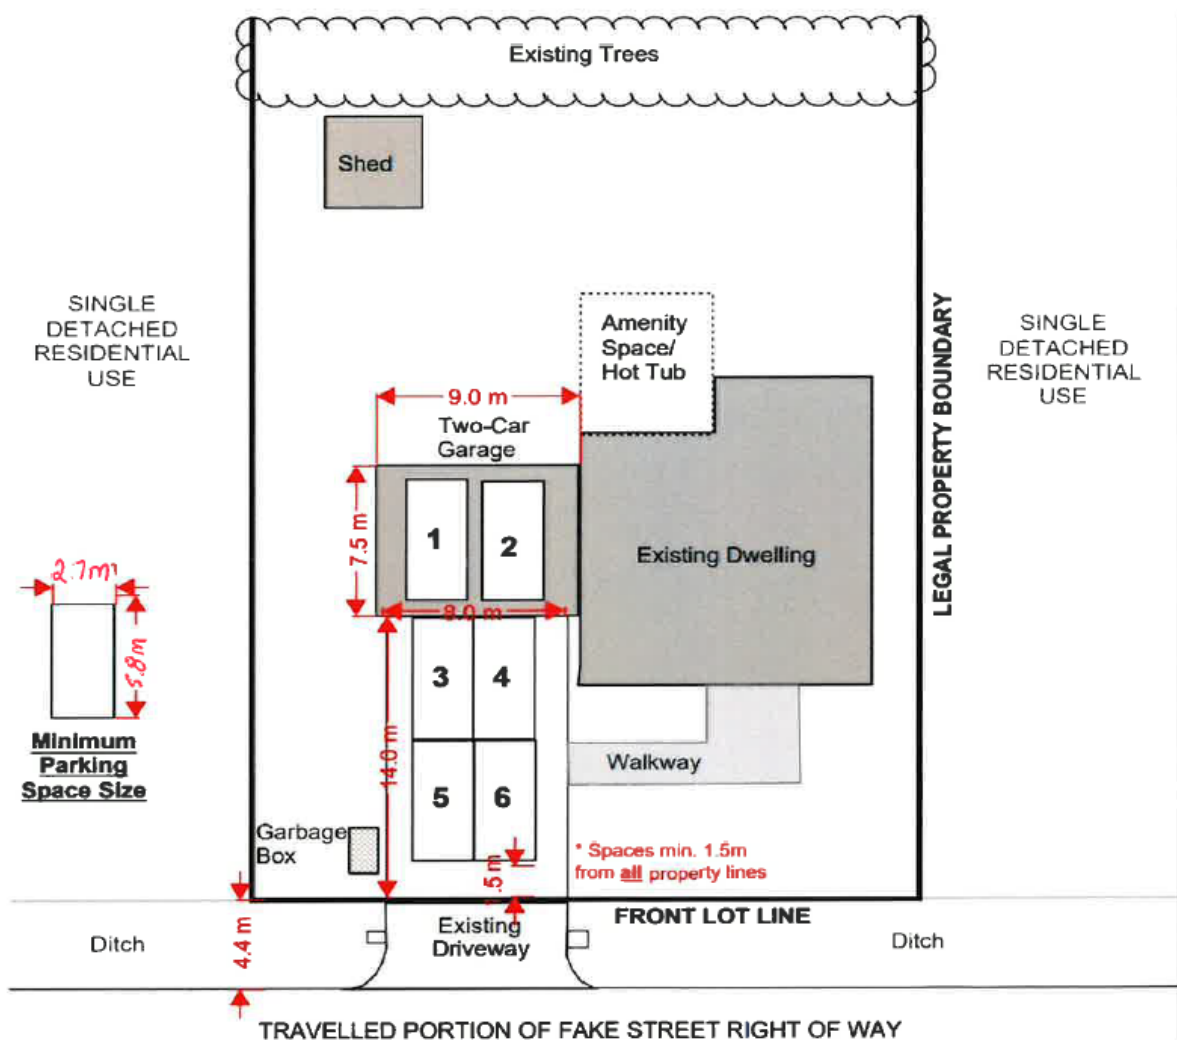 Existing Trees
Shed
SINGLE
DETACHED
RESIDENTIAL
USE
Amenity
Space/
Hot Tub
LEGAL PROPERTY BOUNDARY
SINGLE
DETACHED
RESIDENTIAL
USE
9.0 m
Two-Car
Garage
7.5 m
1
2
Existing Dwelling
2.7m
5.8m
Minimum
Parking
Space Size
8.0 m
3
4
14.0 m
Walkway
5
6
Garbage
Box
1.5 m
* Spaces min. 1.5m
from all property lines
FRONT LOT LINE
4.4 m
Ditch
Existing
Driveway
Ditch
TRAVELLED PORTION OF FAKE STREET RIGHT OF WAY